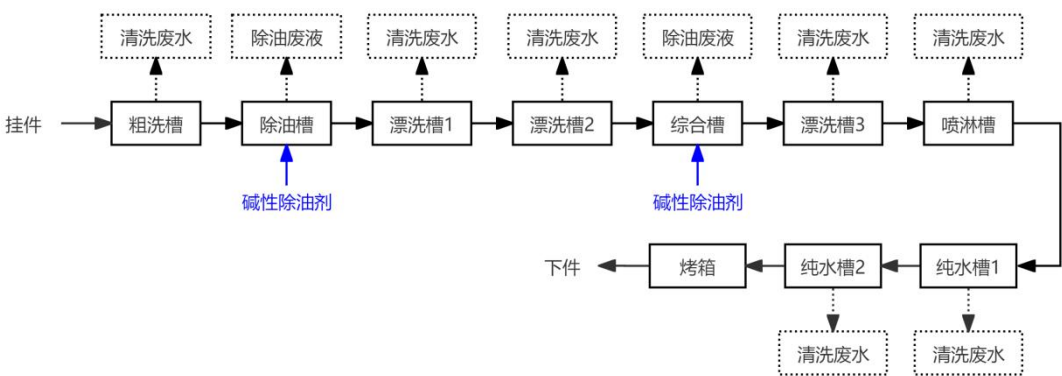 清洗废水
除油废液
清洗废水
清洗废水
除油废液
清洗废水
清洗废水
挂件
粗洗槽
除油槽
漂洗槽1
漂洗槽2
综合槽
漂洗槽3
喷淋槽
碱性除油剂
碱性除油剂
下件
烤箱
纯水槽2
纯水槽1
清洗废水
清洗废水